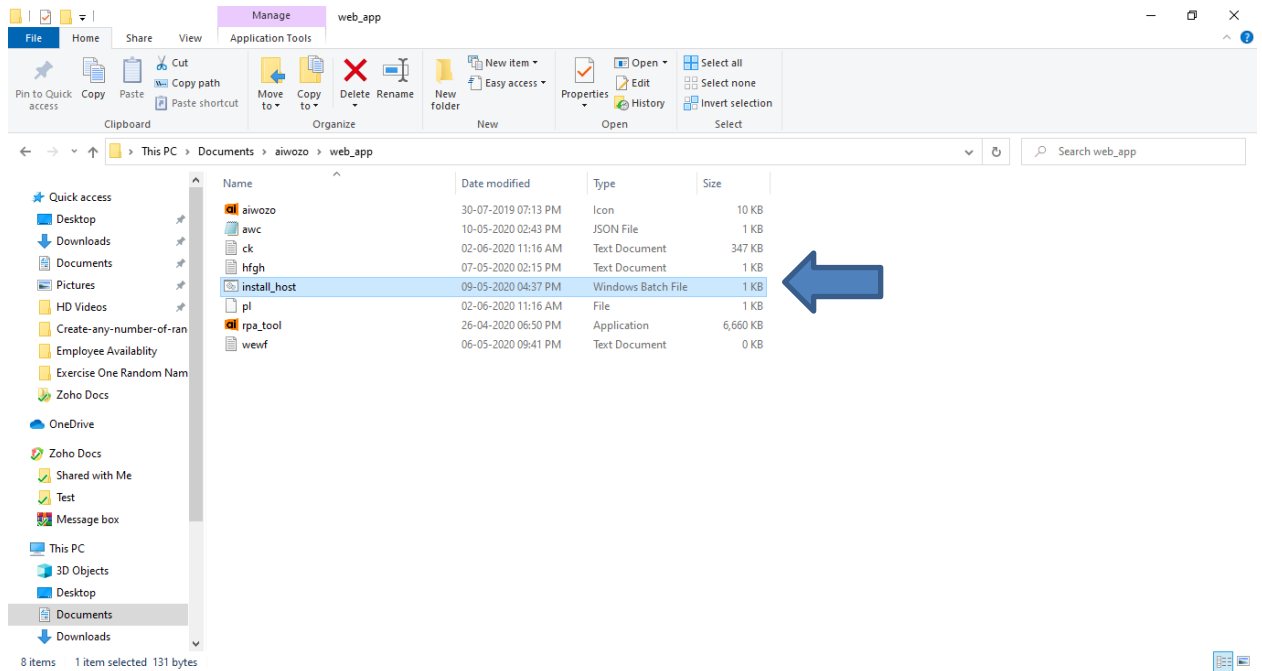 Manage web_app
File Home Share View Application Tools
Pin to Quick access
Copy
Paste
Cut
Copy path
Paste shortcut
Clipboard
Move to
Copy to
Delete
Rename
Organize
New folder
New item
Easy access
New
Properties
Open
Edit
History
Open
Select all
Select none
Invert selection
Select
This PC > Documents > aiwozo > web_app
Search web_app
Quick access
Desktop
Downloads
Documents
Pictures
HD Videos
Create-any-number-of-ran
Employee Availablity
Exercise One Random Nam
Zoho Docs
OneDrive
Zoho Docs
Shared with Me
Test
Message box
This PC
3D Objects
Desktop
Documents
Downloads
Name Date modified Type Size
aiwozo 30-07-2019 07:13 PM Icon 10 KB
awc 10-05-2020 02:43 PM JSON File 1 KB
ck 02-06-2020 11:16 AM Text Document 347 KB
hfgh 07-05-2020 02:15 PM Text Document 1 KB
install_host 09-05-2020 04:37 PM Windows Batch File 1 KB
pl 02-06-2020 11:16 AM File 1 KB
rpa_tool 26-04-2020 06:50 PM Application 6,660 KB
wewf 06-05-2020 09:41 PM Text Document 0 KB
8 items 1 item selected 131 bytes